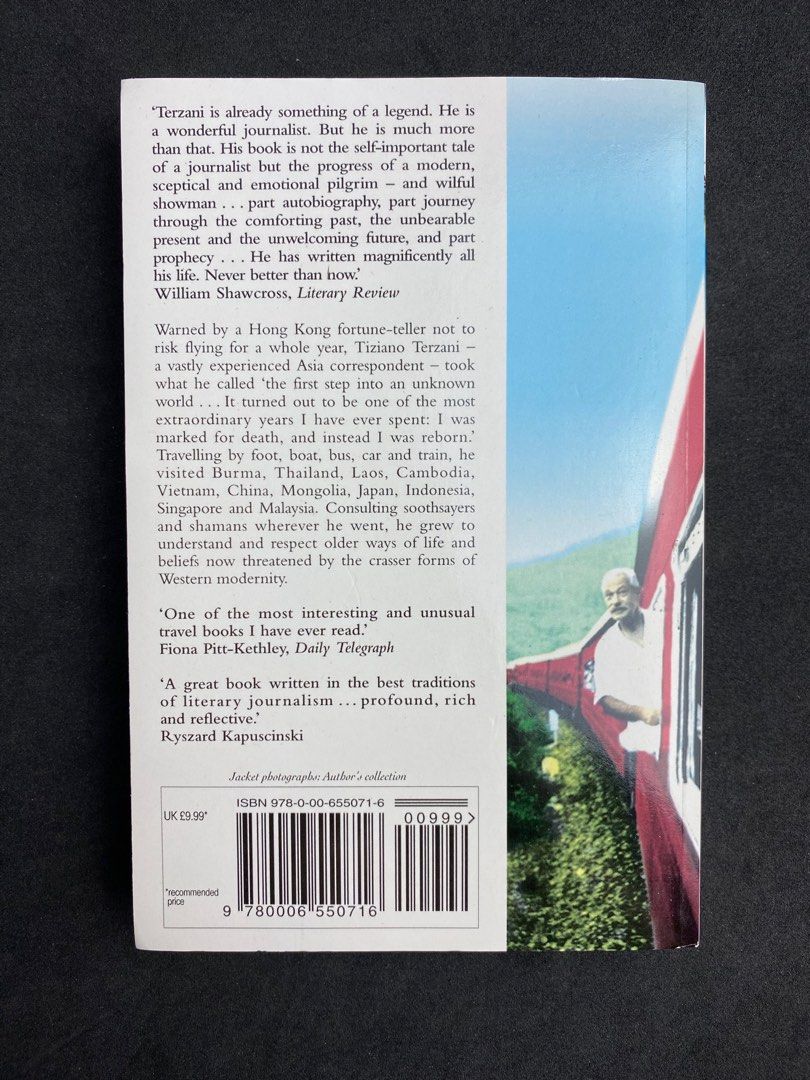 ‘Terzani is already something of a legend. He is
a wonderful journalist. But he is much more
than that. His book is not the self-important tale
of a journalist but the progress of a modern,
sceptical and emotional pilgrim – and wilful
showman . . . part autobiography, part journey
through the comforting past, the unbearable
present and the unwelcoming future, and part
prophecy . . . He has written magnificently all
his life. Never better than now.’
William Shawcross, Literary Review
Warned by a Hong Kong fortune-teller not to
risk flying for a whole year, Tiziano Terzani –
a vastly experienced Asia correspondent – took
what he called ‘the first step into an unknown
world . . . It turned out to be one of the most
extraordinary years I have ever spent: I was
marked for death, and instead I was reborn.’
Travelling by foot, boat, bus, car and train, he
visited Burma, Thailand, Laos, Cambodia,
Vietnam, China, Mongolia, Japan, Indonesia,
Singapore and Malaysia. Consulting soothsayers
and shamans wherever he went, he grew to
understand and respect older ways of life and
beliefs now threatened by the crasser forms of
Western modernity.
‘One of the most interesting and unusual
travel books I have ever read.’
Fiona Pitt-Kethley, Daily Telegraph
‘A great book written in the best traditions
of literary journalism . . . profound, rich
and reflective.’
Ryszard Kapuscinski
Jacket photographs: Author's collection
ISBN 978-0-00-655071-6
UK £9.99*
00999>
*recommended
price
9 780006 550716